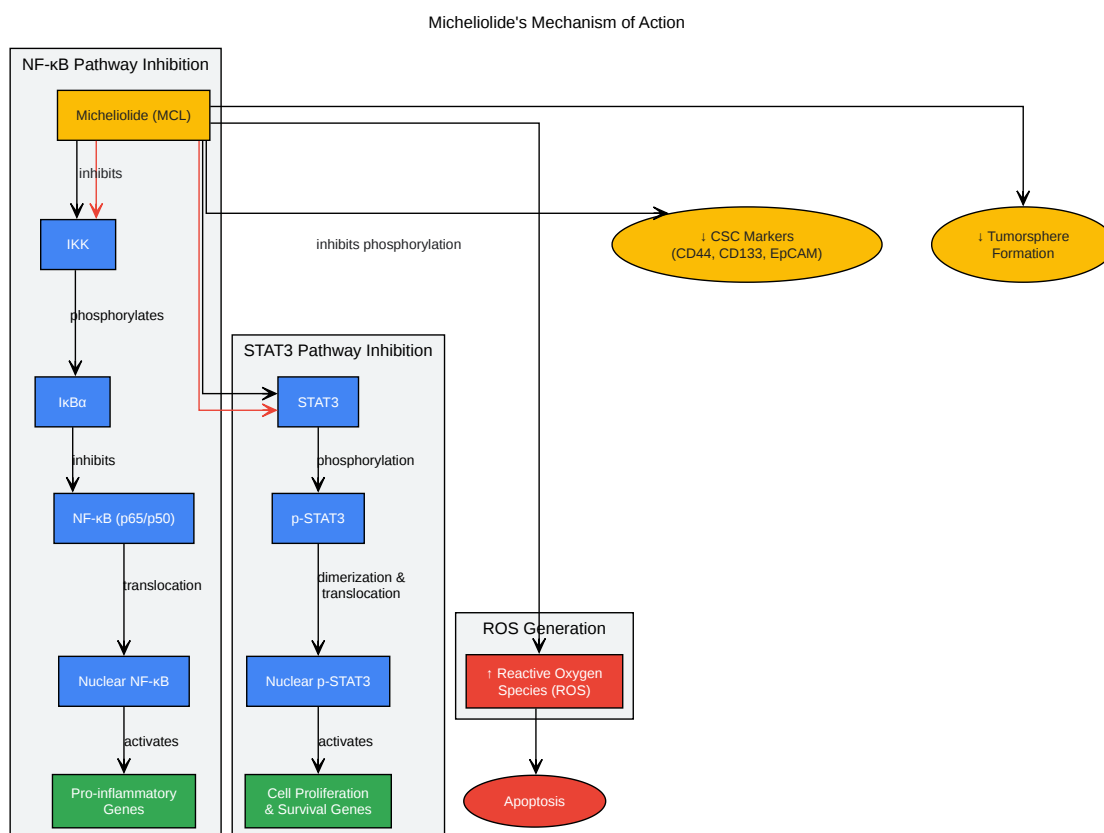 Micheliolide's Mechanism of Action
NF-κB Pathway Inhibition
Micheliolide (MCL)
inhibits
IKK
phosphorylates
IκBα
inhibits
NF-κB (p65/p50)
translocation
Nuclear NF-κB
activates
Pro-inflammatory
Genes
inhibits phosphorylation
STAT3 Pathway Inhibition
STAT3
phosphorylation
p-STAT3
dimerization &
translocation
Nuclear p-STAT3
activates
Cell Proliferation
& Survival Genes
ROS Generation
↑ Reactive Oxygen
Species (ROS)
Apoptosis
↓ CSC Markers
(CD44, CD133, EpCAM)
↓ Tumorsphere
Formation